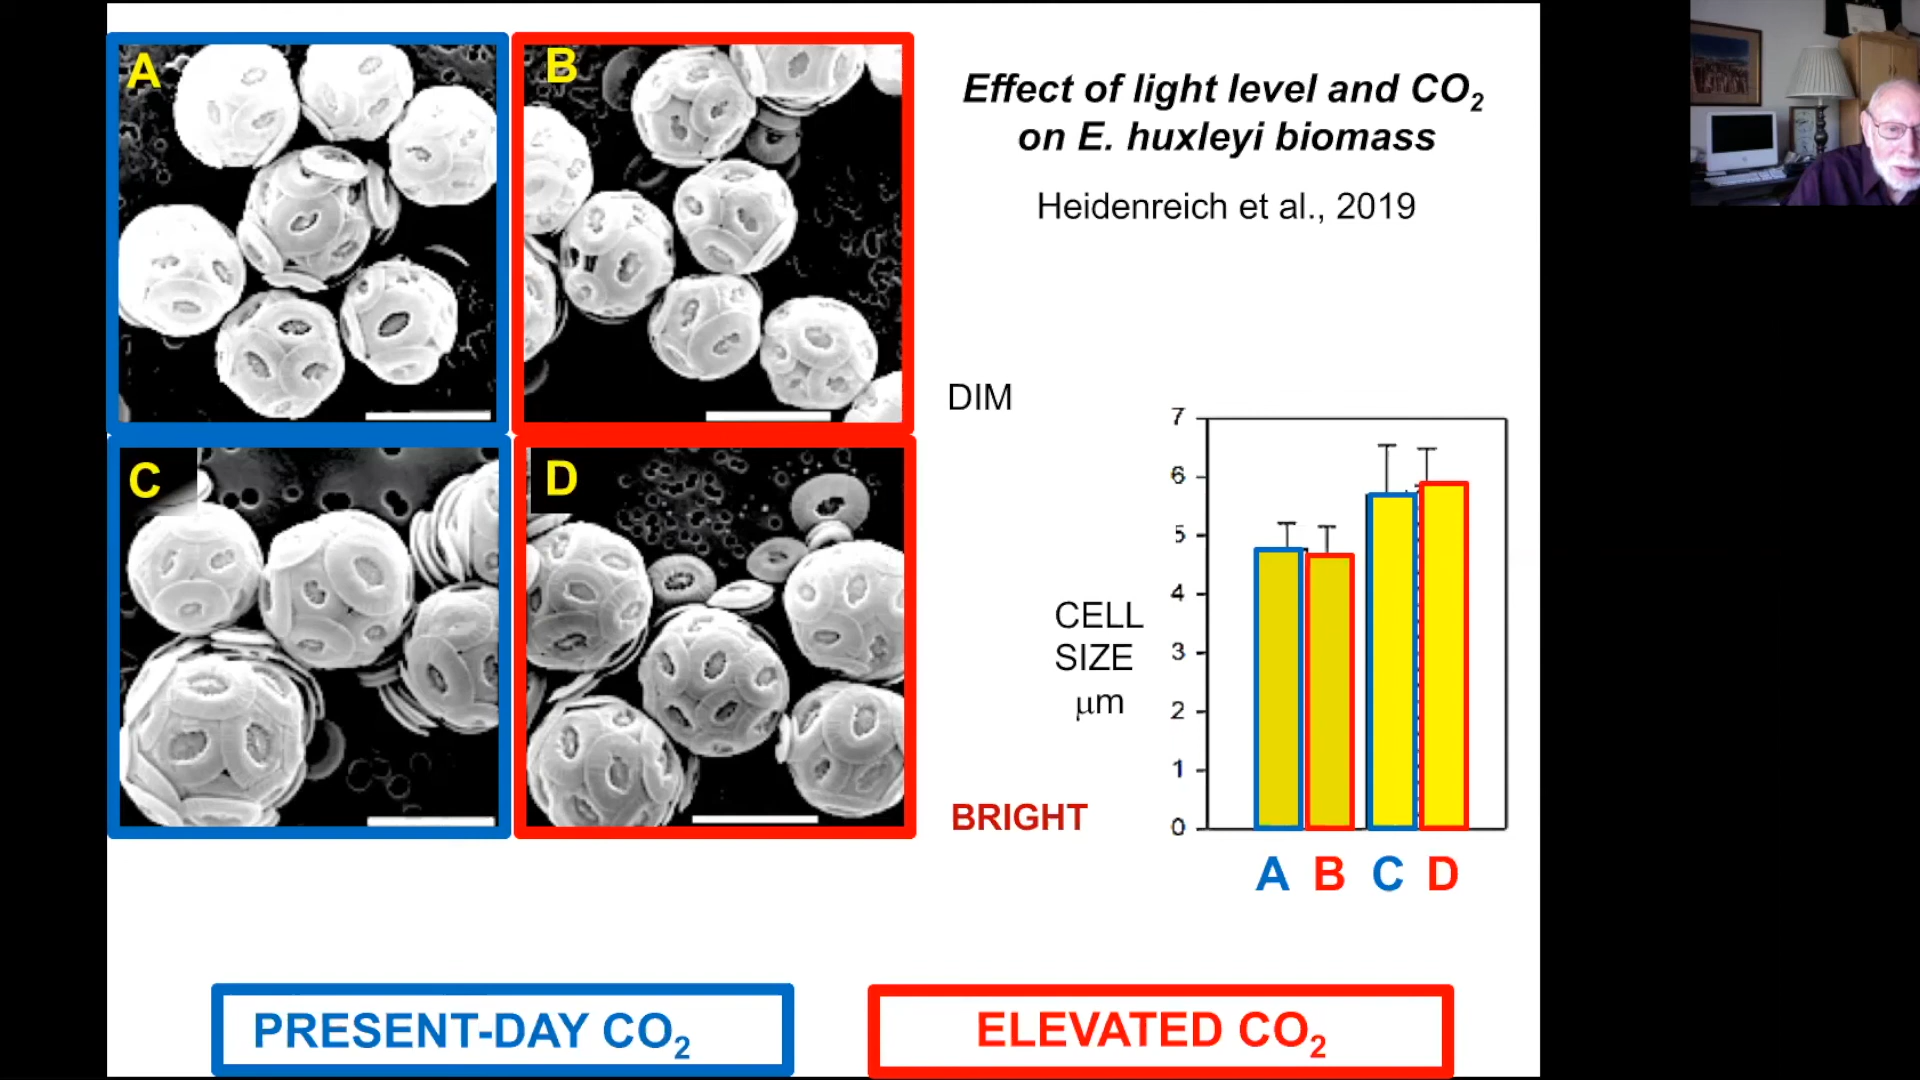 A
B
Effect of light level and CO2
on E. huxleyi biomass
Heidenreich et al., 2019
DIM
C
D
7
6
5
4
3
2
1
0
CELL
SIZE
μm
BRIGHT
A B C D
PRESENT-DAY CO2
ELEVATED CO2